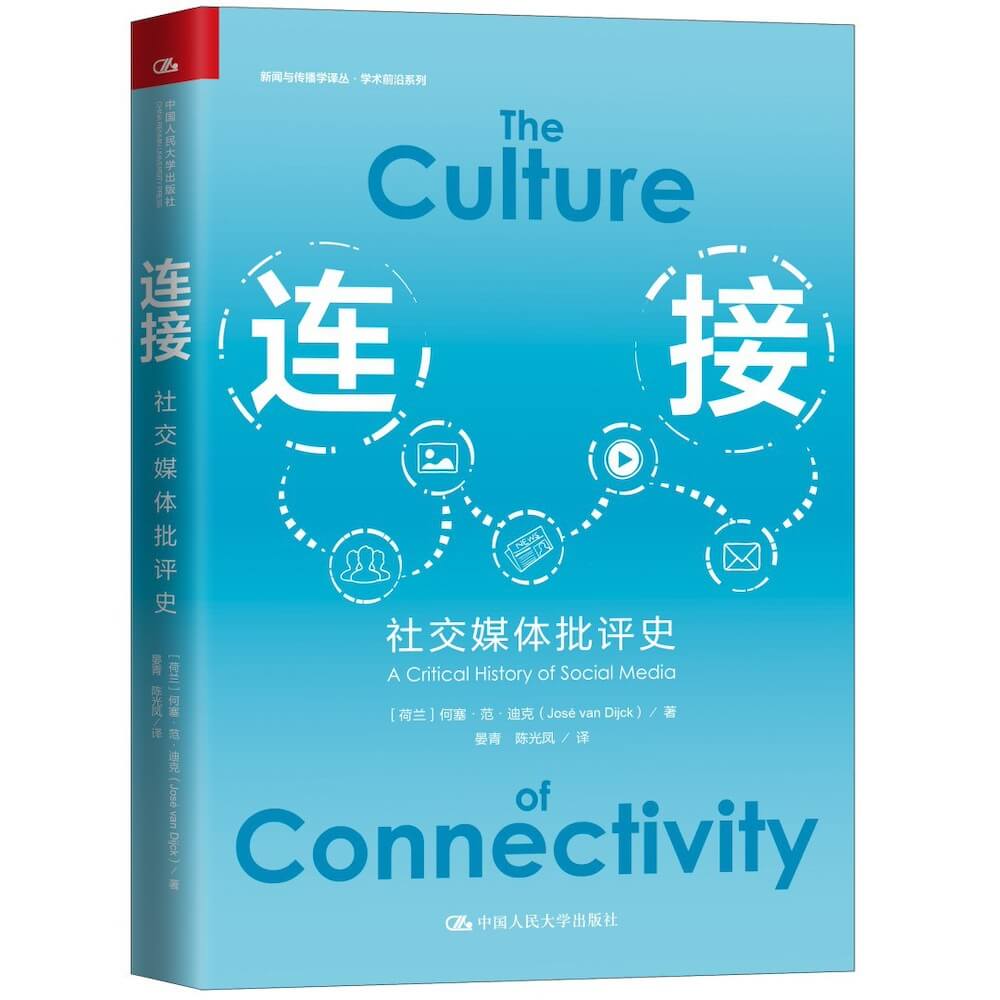 新闻与传播学译丛·学术前沿系列
The
Culture
连接
NEWS
社交媒体批评史
A Critical History of Social Media
［荷兰］何塞·范·迪克（José van Dijck）／著
晏青 陈光凤／译
of
Connectivity
中国人民大学出版社
中国人民大学出版社
CHINA RENMIN UNIVERSITY PRESS
连接
社交媒体批评史
［荷兰］何塞·范·迪克（José van Dijck）／著
晏青 陈光凤／译